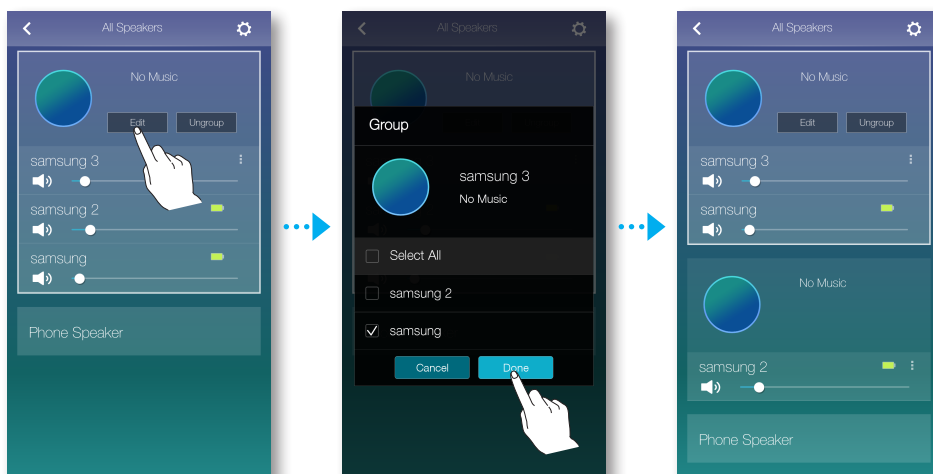 All Speakers
No Music
Edit
Ungroup
samsung 3
samsung 2
samsung
Phone Speaker
All Speakers
No Music
Group
samsung 3
No Music
Select All
samsung 2
samsung
Cancel
Done
All Speakers
No Music
Edit
Ungroup
samsung 3
samsung
No Music
samsung 2
Phone Speaker